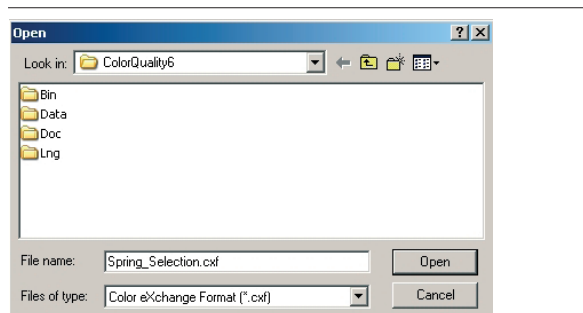 Open
Look in: ColorQuality6
Bin
Data
Doc
Lng
File name: Spring_Selection.cxf Open
Files of type: Color eXchange Format (*.cxf) Cancel